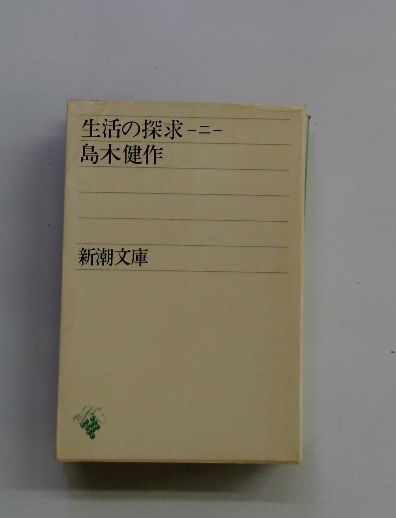 生活の探求-二-
島木健作
新潮文庫